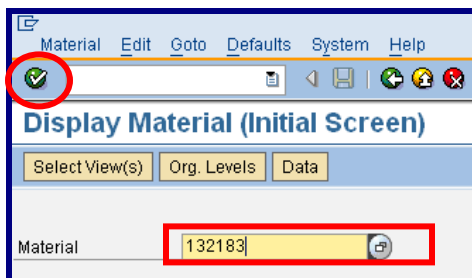 Material Edit Goto Defaults System Help
Display Material (Initial Screen)
Select View(s) Org. Levels Data
Material 132183